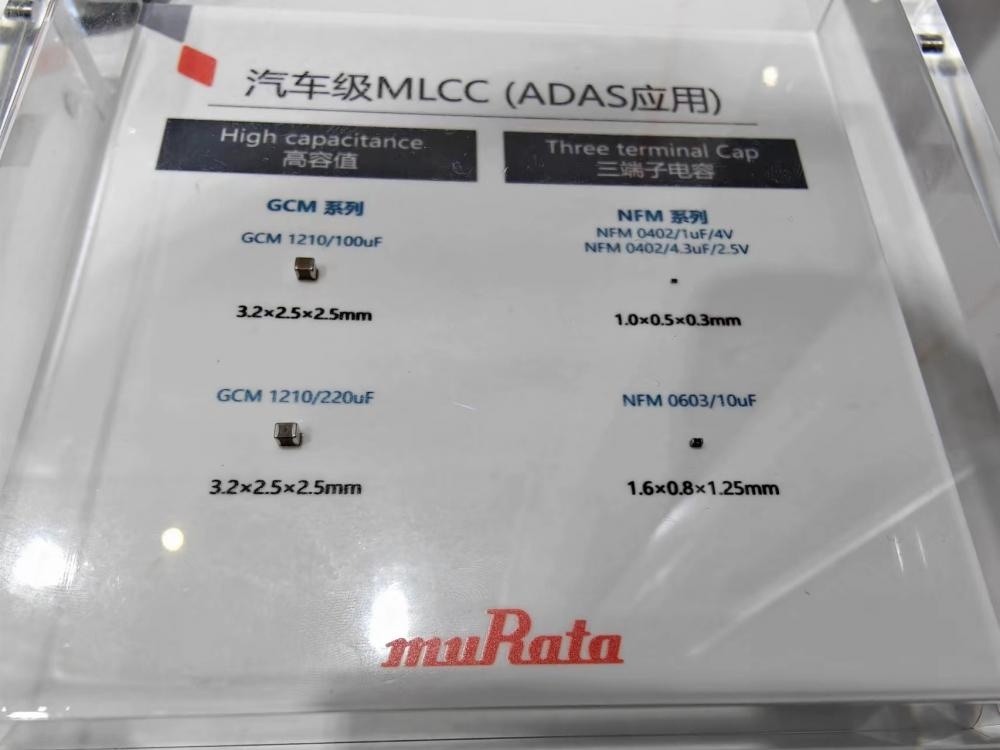 汽车级MLCC (ADAS应用)
High capacitance
高容值
GCM 系列
GCM 1210/100uF
3.2×2.5×2.5mm
GCM 1210/220uF
3.2×2.5×2.5mm
Three terminal Cap
三端子电容
NFM 系列
NFM 0402/1uF/4V
NFM 0402/4.3uF/2.5V
1.0×0.5×0.3mm
NFM 0603/10uF
1.6×0.8×1.25mm
muRata